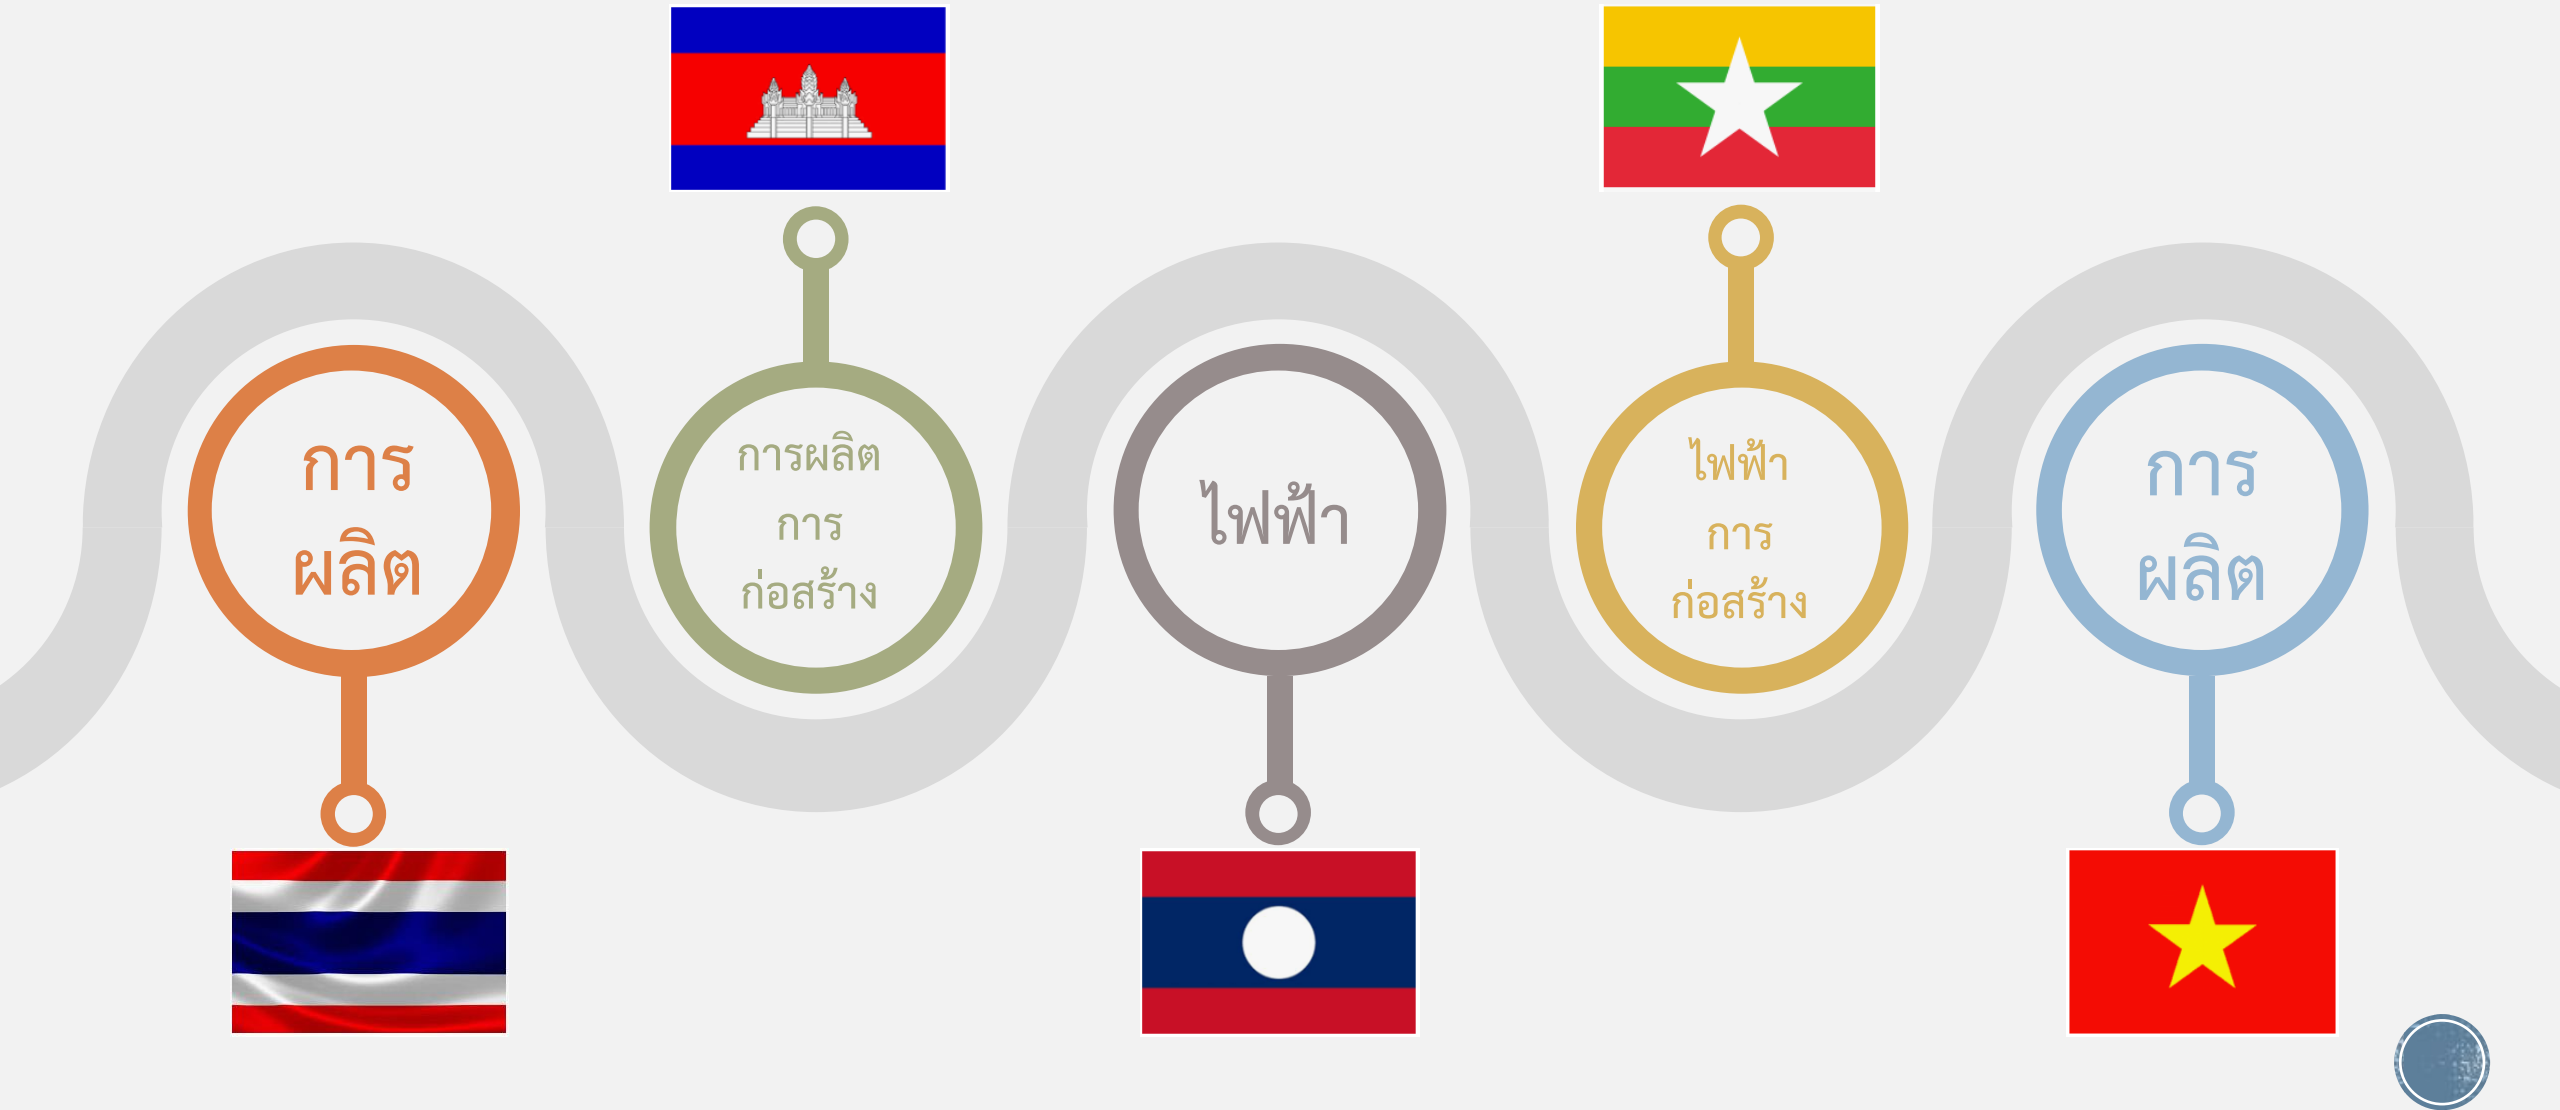 การ
ผลิต
การผลิต
การ
ก่อสร้าง
ไฟฟ้า
ไฟฟ้า
การ
ก่อสร้าง
การ
ผลิต